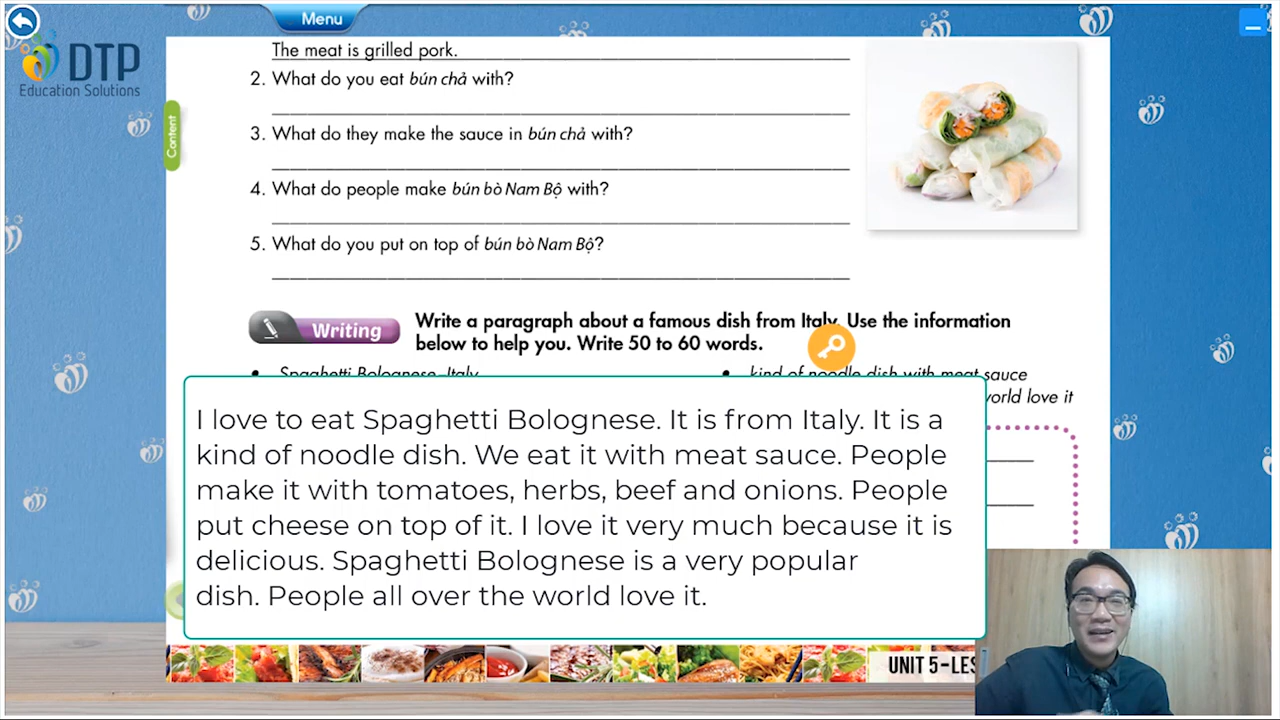 Menu
DTP
Education Solutions
Content
The meat is grilled pork.
2. What do you eat bún chả with?
3. What do they make the sauce in bún chả with?
4. What do people make bún bò Nam Bộ with?
5. What do you put on top of bún bò Nam Bộ?
Writing
Write a paragraph about a famous dish from Italy. Use the information
below to help you. Write 50 to 60 words.
• Spaghetti Bolognese–Italy
• kind of noodle dish with meat sauce
world love it
I love to eat Spaghetti Bolognese. It is from Italy. It is a
kind of noodle dish. We eat it with meat sauce. People
make it with tomatoes, herbs, beef and onions. People
put cheese on top of it. I love it very much because it is
delicious. Spaghetti Bolognese is a very popular
dish. People all over the world love it.
UNIT 5–LES